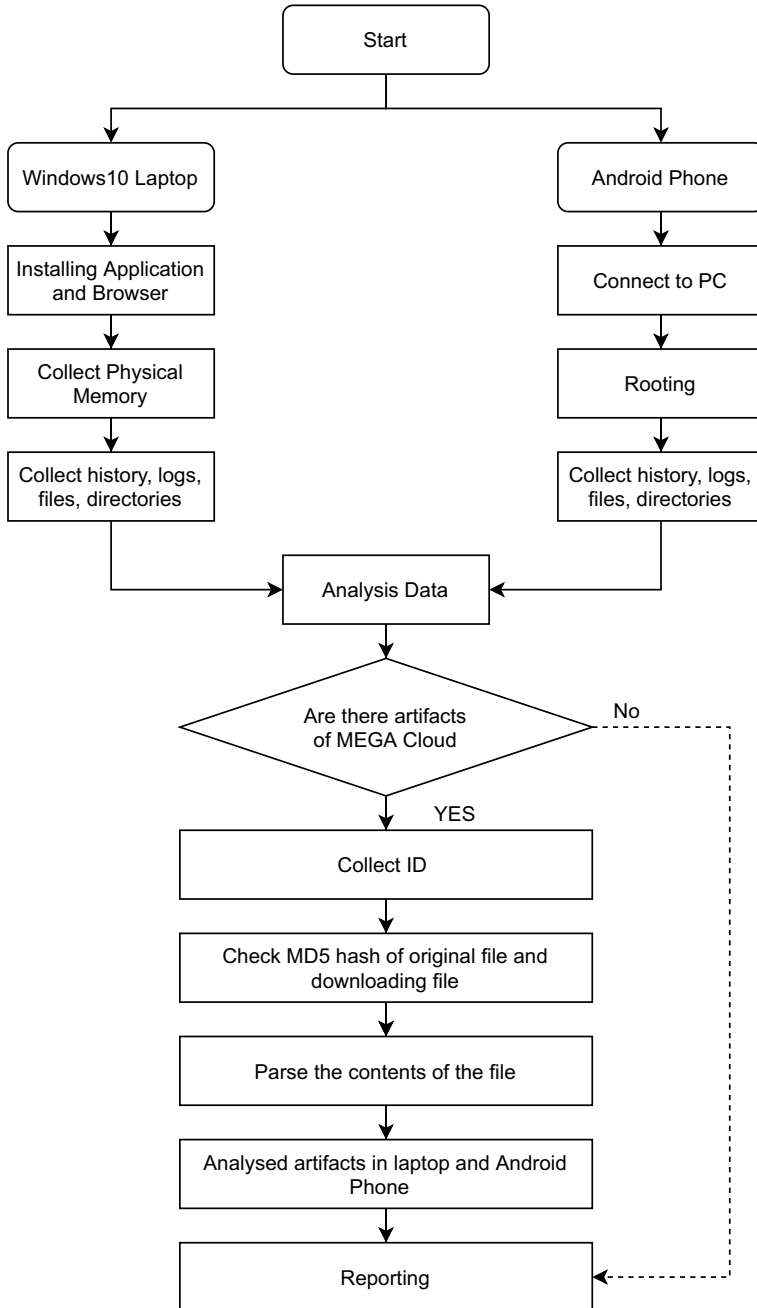 Start
Windows10 Laptop
Android Phone
Installing Application
and Browser
Connect to PC
Collect Physical
Memory
Rooting
Collect history, logs,
files, directories
Collect history, logs,
files, directories
Analysis Data
Are there artifacts
of MEGA Cloud
No
YES
Collect ID
Check MD5 hash of original file and
downloading file
Parse the contents of the file
Analysed artifacts in laptop and Android
Phone
Reporting